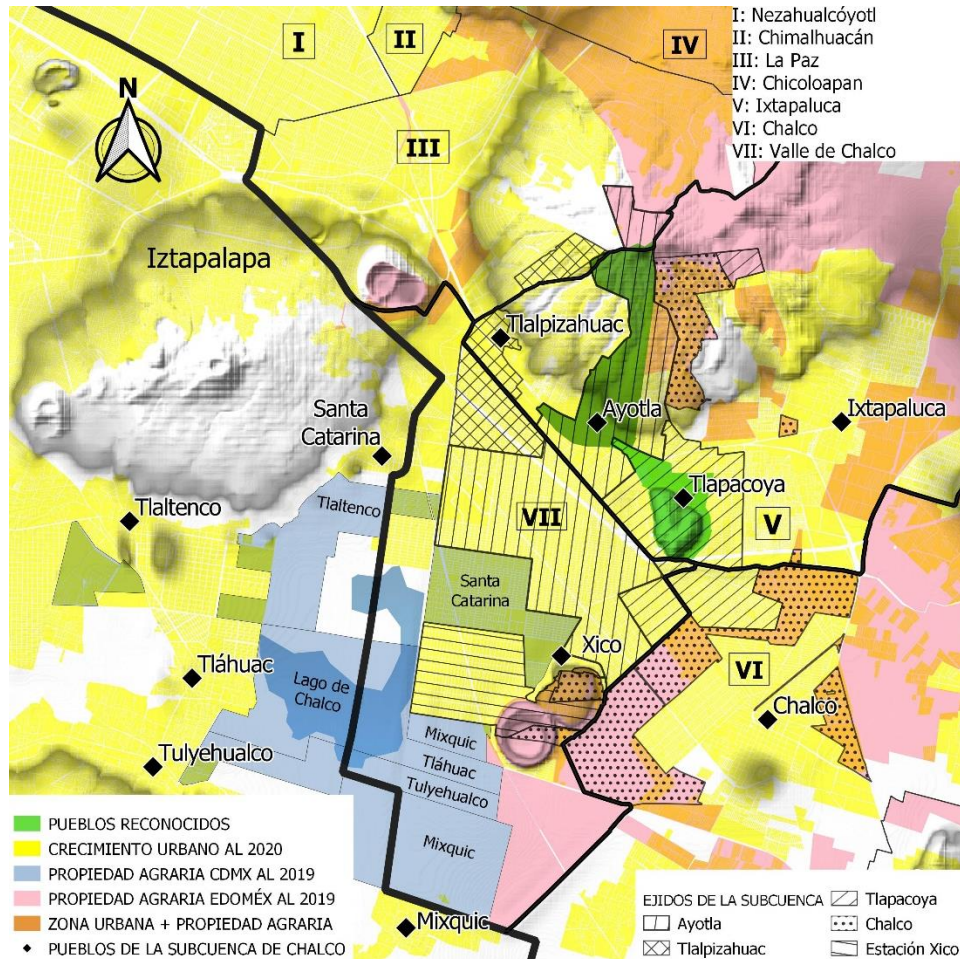 I: Nezahualcóyotl
II: Chimalhuacán
III: La Paz
IV: Chicoloapan
V: Ixtapaluca
VI: Chalco
VII: Valle de Chalco
I
II
IV
N
III
Iztapalapa
Tlalpizahuac
Santa
Catarina
Ayotla
Ixtapaluca
Tlapacoya
Tlaltenco
Tlaltenco
VII
V
Santa
Catarina
Xico
Tláhuac
Lago de
Chalco
VI
Chalco
Mixquic
Tláhuac
Tulyehualco
Tulyehualco
Mixquic
Mixquic
PUEBLOS RECONOCIDOS
CRECIMIENTO URBANO AL 2020
PROPIEDAD AGRARIA CDMX AL 2019
PROPIEDAD AGRARIA EDOMÉX AL 2019
ZONA URBANA + PROPIEDAD AGRARIA
PUEBLOS DE LA SUBCUENCA DE CHALCO
EJIDOS DE LA SUBCUENCA
Ayotla
Tlalpizahuac
Tlapacoya
Chalco
Estación Xico